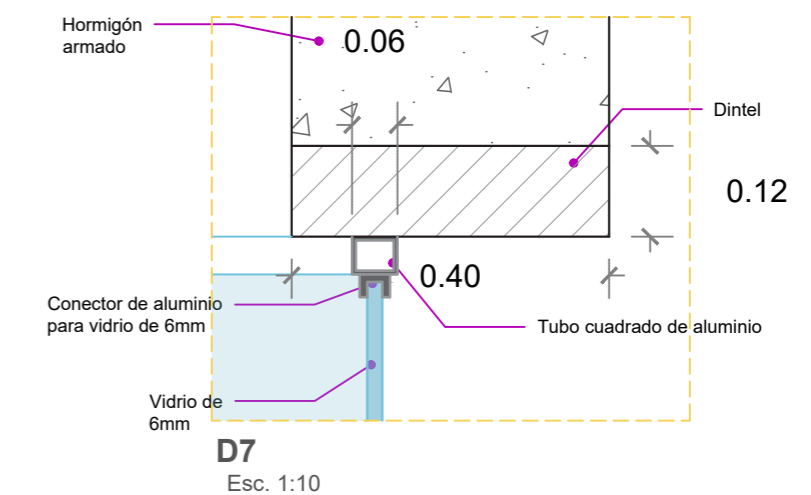 Hormigón
armado
0.06
Dintel
0.12
0.40
Conector de aluminio
para vidrio de 6mm
Tubo cuadrado de aluminio
Vidrio de
6mm
D7
Esc. 1:10